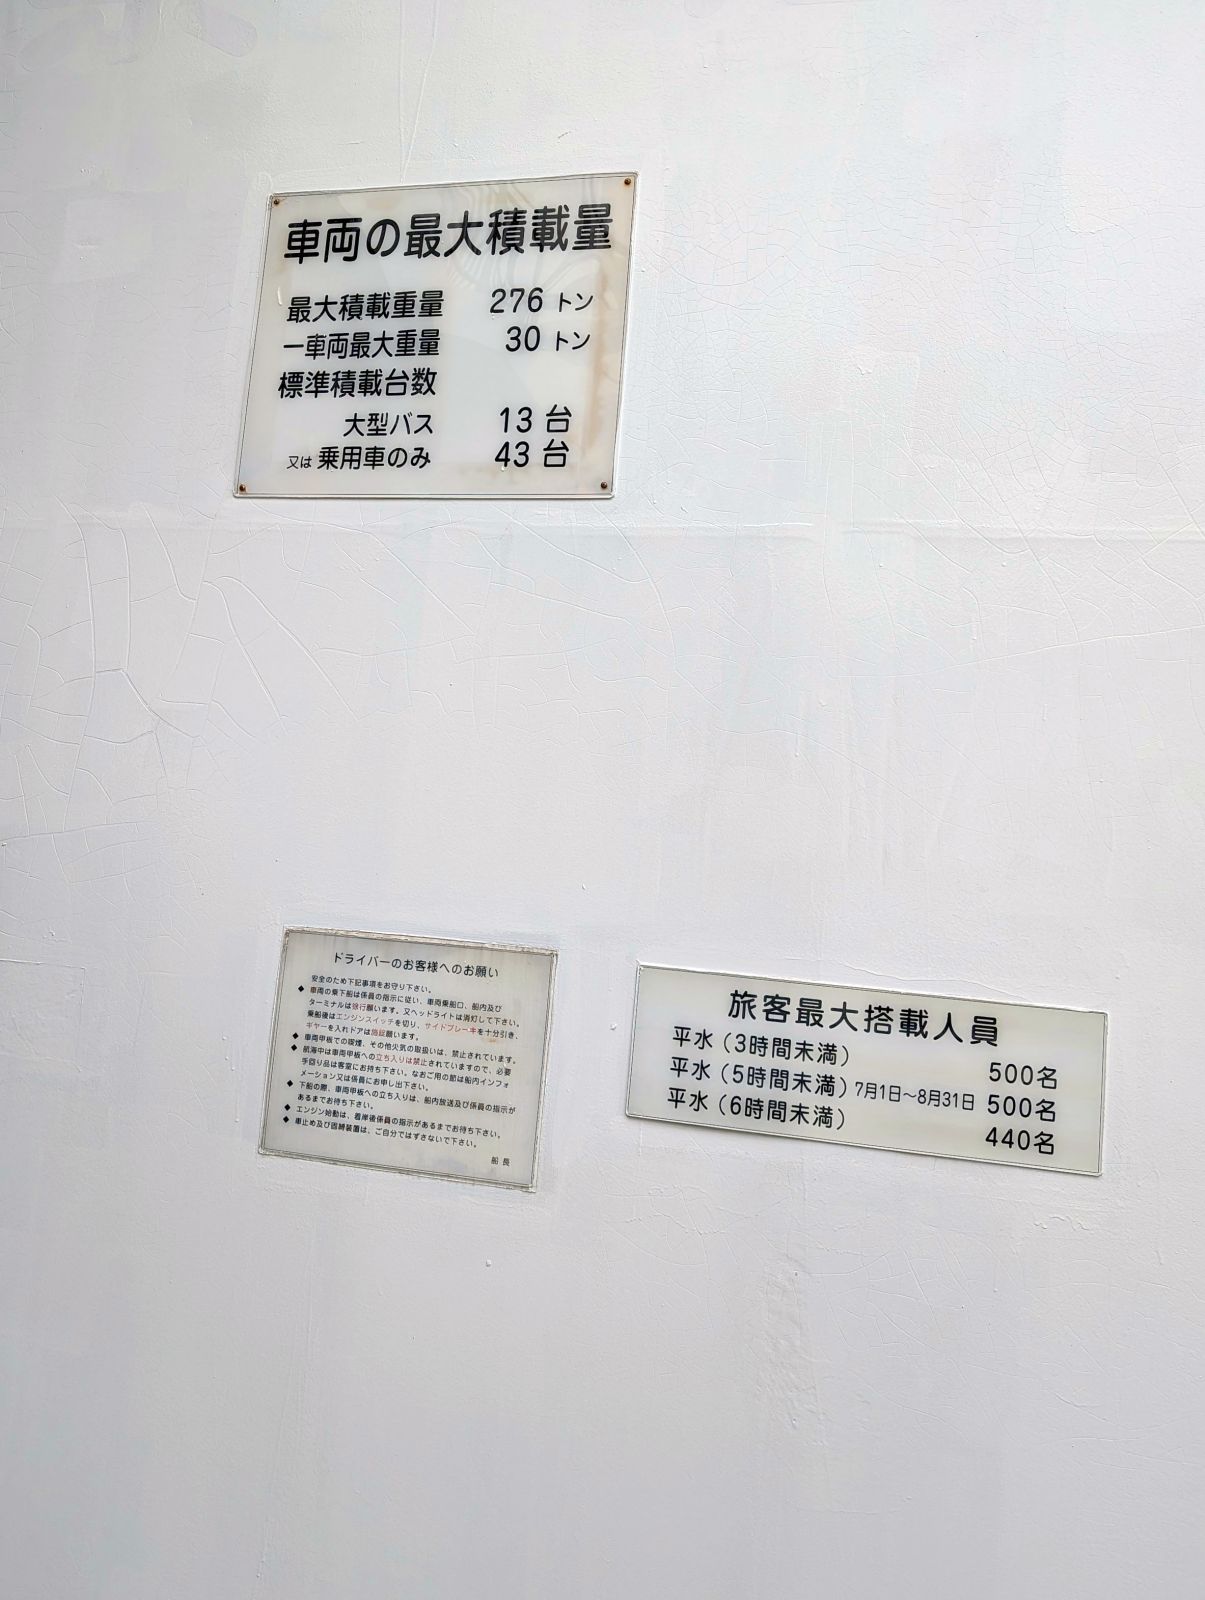 車両の最大積載量
最大積載重量 276 トン
一車両最大重量 30 トン
標準積載台数
大型バス 13 台
又は 乗用車のみ 43 台
ドライバーのお客様へのお願い
安全のため下記事項をお守り下さい。
◆ 車両の乗下船は係員の指示に従い、車両乗船口、船内及び
ターミナルは徐行願います。又ヘッドライトは消灯して下さい。
乗船後はエンジンスイッチを切り、サイドブレーキを十分引き、
ギヤーを入れドアは施錠願います。
◆ 車両甲板での喫煙、その他火気の取扱いは、禁止されています。
◆ 航海中は車両甲板への立ち入りは禁止されていますので、必要
手回り品は客室にお持ち下さい。なおご用の節は船内インフォ
メーション又は係員にお申し出下さい。
◆ 下船の際、車両甲板への立ち入りは、船内放送及び係員の指示が
あるまでお待ち下さい。
◆ エンジン始動は、着岸後係員の指示があるまでお待ち下さい。
◆ 車止め及び固縛装置は、ご自分ではずさないで下さい。
船 長
旅客最大搭載人員
平水 (3時間未満) 500名
平水 (5時間未満) 7月1日〜8月31日 500名
平水 (6時間未満) 440名